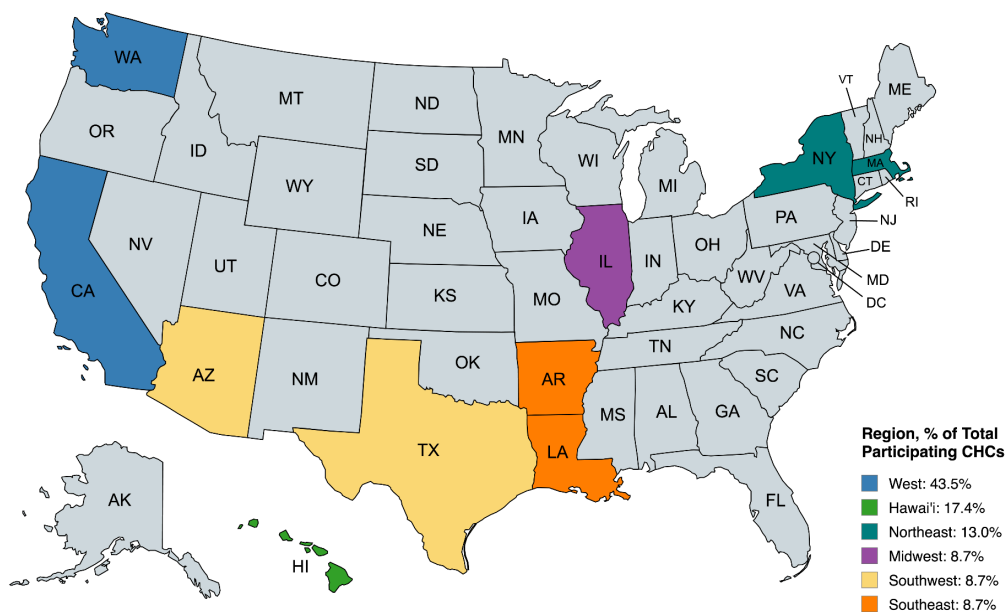 WA
MT
ND
MN
VT
ME
OR
ID
SD
WI
NY
NH
MA
WY
MI
CT
RI
IA
NE
PA
NJ
NV
UT
CO
IL
IN
OH
DE
MD
DC
CA
KS
MO
WV
VA
KY
NC
TN
AZ
NM
OK
AR
SC
MS
AL
GA
TX
LA
AK
FL
HI
Region, % of Total
Participating CHCs
West: 43.5%
Hawai'i: 17.4%
Northeast: 13.0%
Midwest: 8.7%
Southwest: 8.7%
Southeast: 8.7%